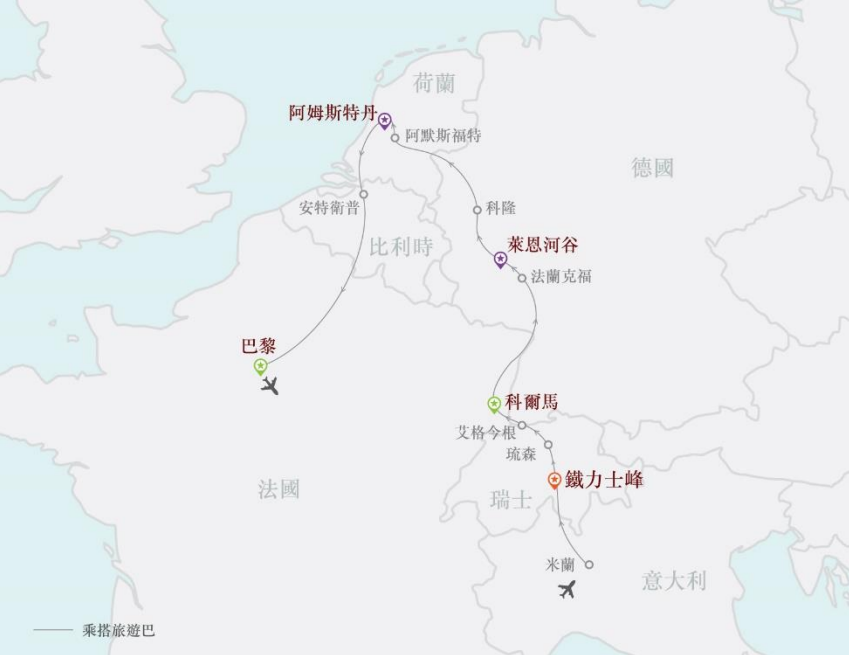 荷蘭
阿姆斯特丹
阿默斯福特
德國
安特衛普
科隆
比利時
萊恩河谷
法蘭克福
巴黎
科爾馬
艾格今根
琉森
鐵力士峰
法國
瑞士
米蘭
意大利
乘搭旅遊巴